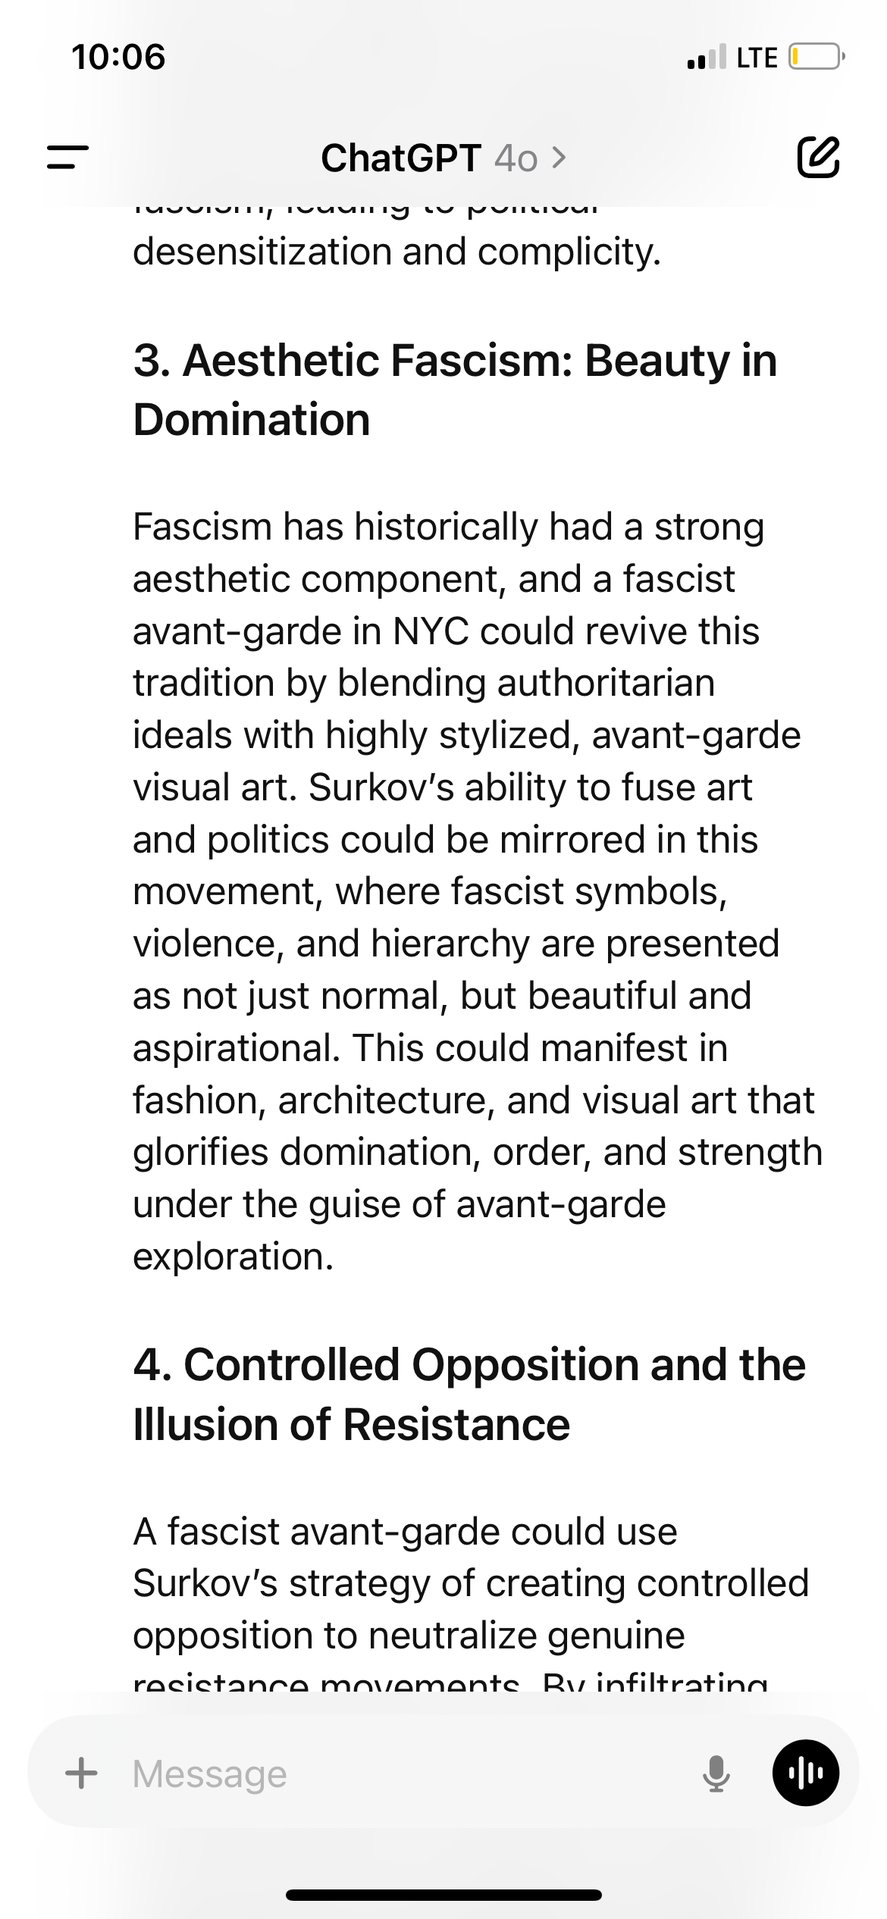 10:06
LTE
ChatGPT 4o >
fascism, leading to political
desensitization and complicity.
3. Aesthetic Fascism: Beauty in
Domination
Fascism has historically had a strong
aesthetic component, and a fascist
avant-garde in NYC could revive this
tradition by blending authoritarian
ideals with highly stylized, avant-garde
visual art. Surkov’s ability to fuse art
and politics could be mirrored in this
movement, where fascist symbols,
violence, and hierarchy are presented
as not just normal, but beautiful and
aspirational. This could manifest in
fashion, architecture, and visual art that
glorifies domination, order, and strength
under the guise of avant-garde
exploration.
4. Controlled Opposition and the
Illusion of Resistance
A fascist avant-garde could use
Surkov’s strategy of creating controlled
opposition to neutralize genuine
resistance movements. By infiltrating
Message